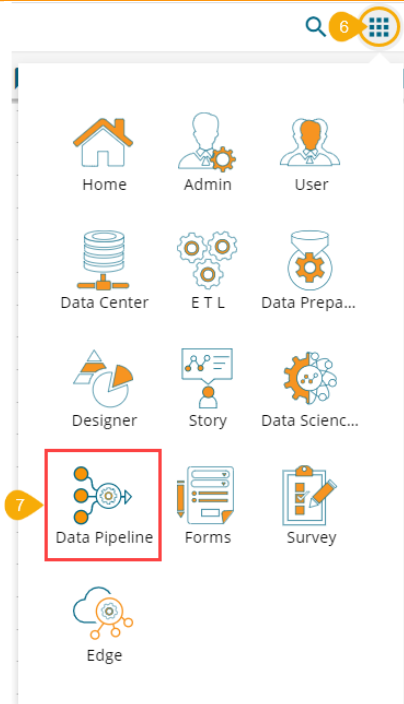 6
Home
Admin
User
Data Center
E T L
Data Prepa...
Designer
Story
Data Scienc...
7
Data Pipeline
Forms
Survey
Edge